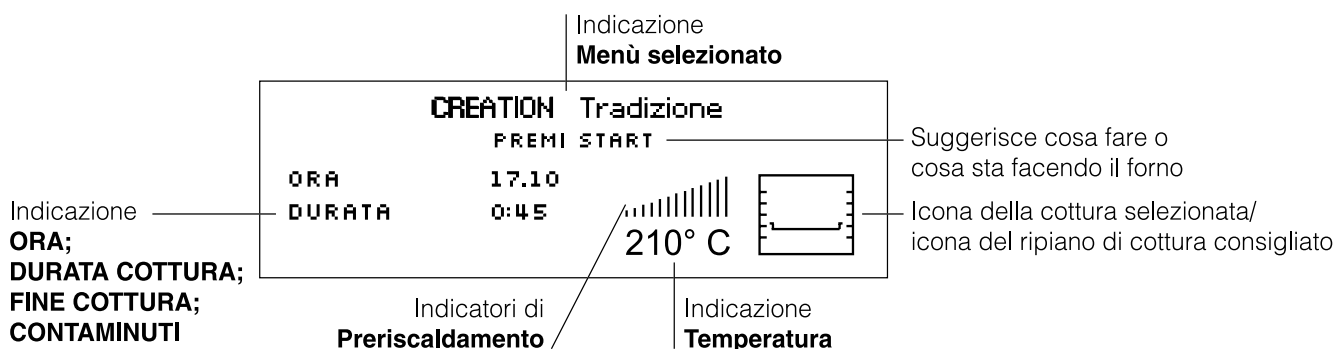 Indicazione
Menù selezionato
CREATION Tradizione
PREMI START
Suggerisce cosa fare o
cosa sta facendo il forno
ORA 17.10
DURATA 0:45
210° C
Indicazione
ORA;
DURATA COTTURA;
FINE COTTURA;
CONTAMINUTI
Icona della cottura selezionata/
icona del ripiano di cottura consigliato
Indicatori di
Preriscaldamento
Indicazione
Temperatura